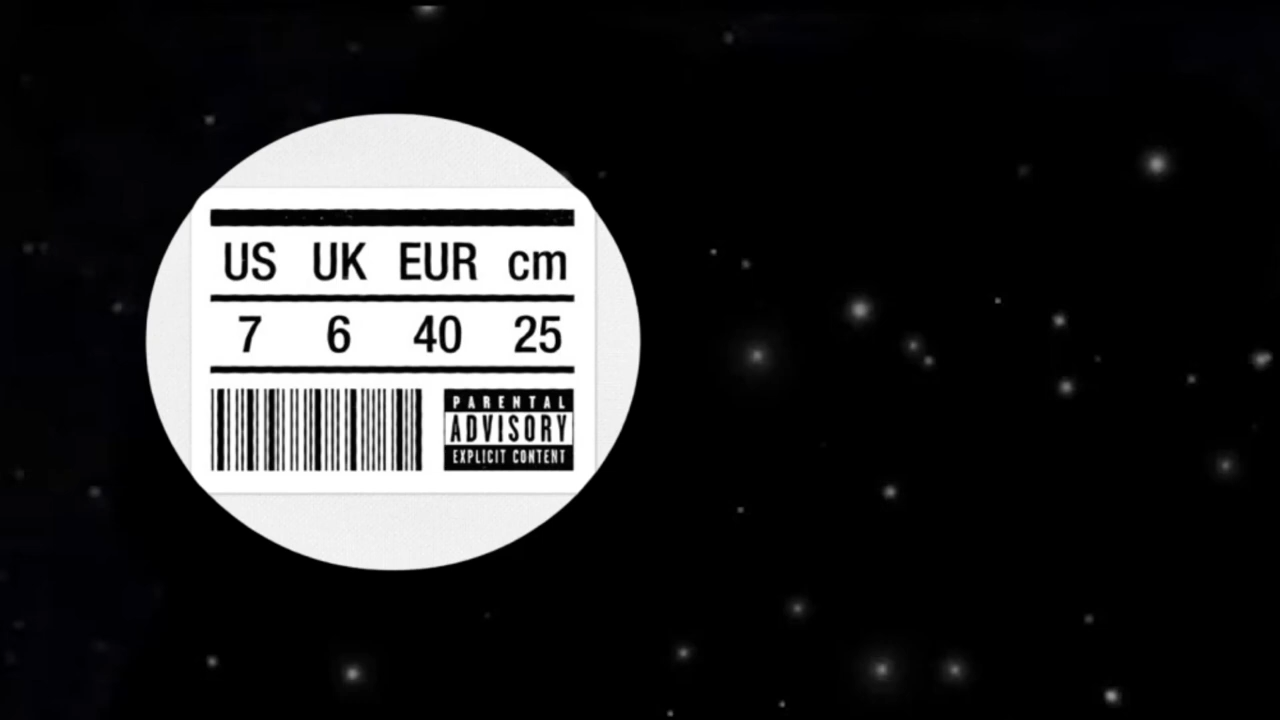 US UK EUR cm
7 6 40 25
PARENTAL
ADVISORY
EXPLICIT CONTENT